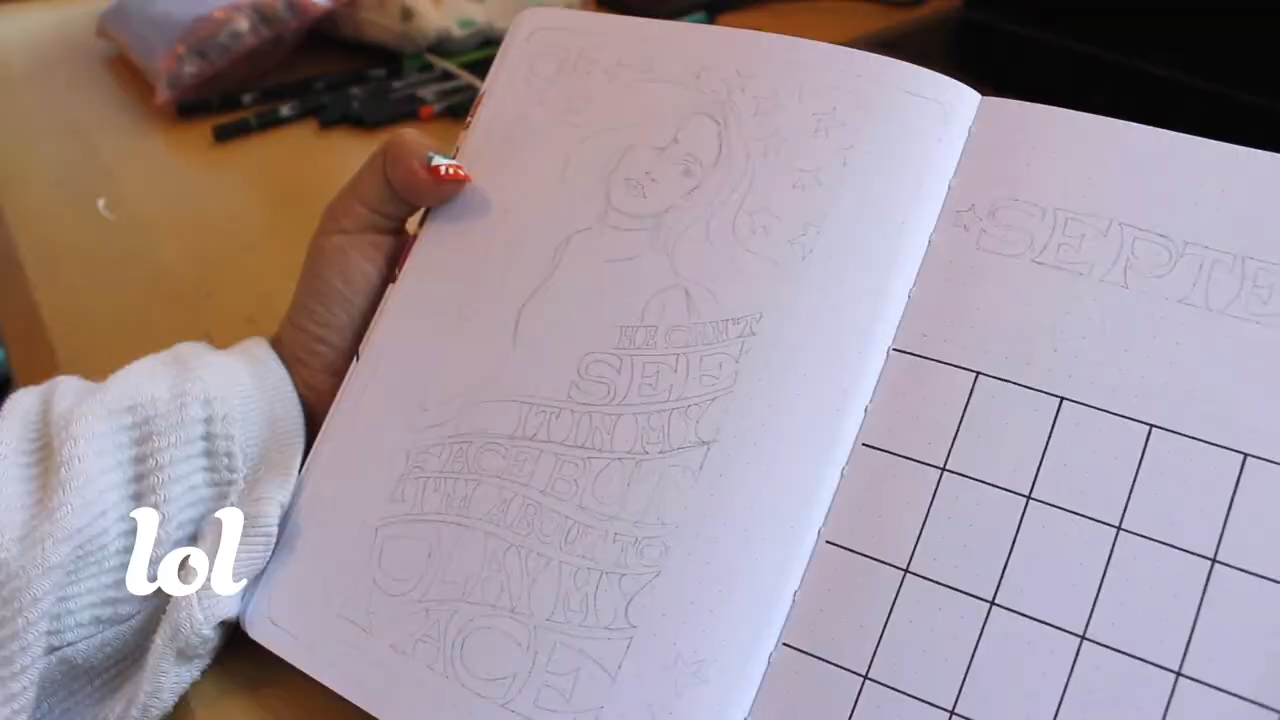 HE CAN'T
SEE
IT IN MY
FACE BUT
I'M ABOUT TO
PLAY MY
ACE
SEPTE
lol